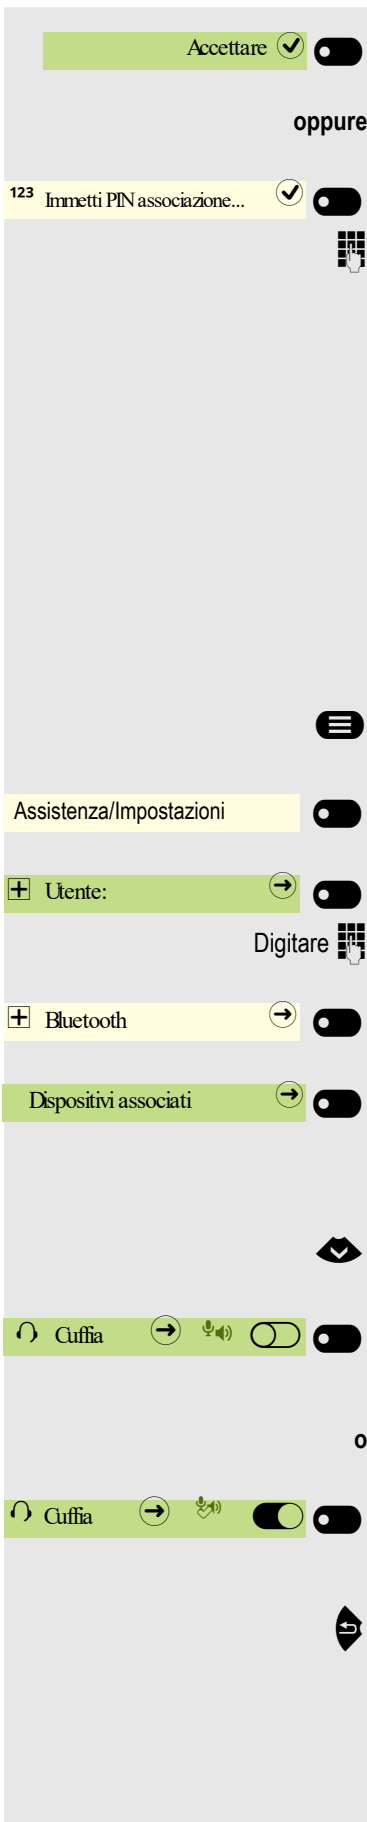 Accettare
oppure
123 Immetti PIN associazione...
Assistenza/Impostazioni
Utente:
Digitare
Bluetooth
Dispositivi associati
Cuffia
o
Cuffia